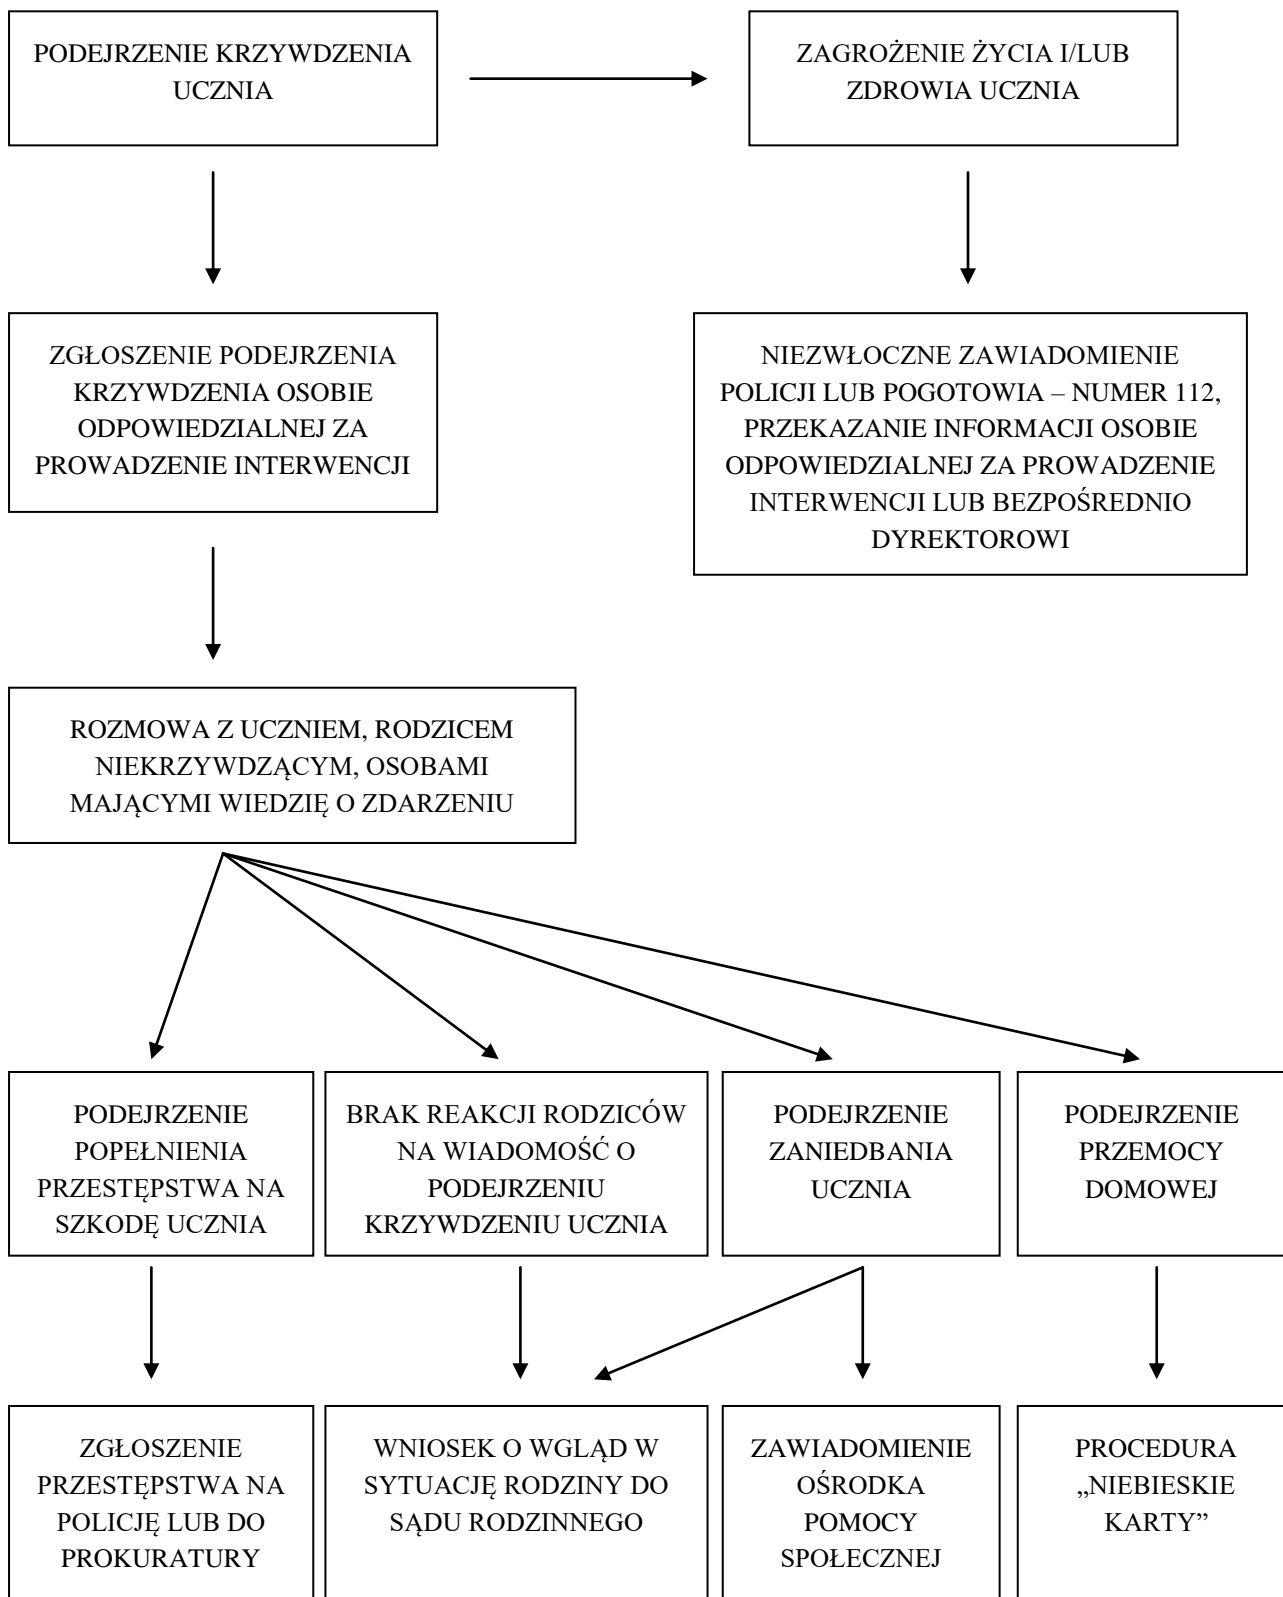 PODEJRZENIE KRZYWDZENIA
UCZNIA
ZAGROŻENIE ŻYCIA I/LUB
ZDROWIA UCZNIA
ZGŁOSZENIE PODEJRZENIA
KRZYWDZENIA OSOBIE
ODPOWIEDZIALNEJ ZA
PROWADZENIE INTERWENCJI
NIEZWŁOCZNE ZAWIADOMIENIE
POLICJI LUB POGOTOWIA – NUMER 112,
PRZEKAZANIE INFORMACJI OSOBIE
ODPOWIEDZIALNEJ ZA PROWADZENIE
INTERWENCJI LUB BEZPOŚREDNIO
DYREKTOROWI
ROZMOWA Z UCZNIEM, RODZICEM
NIEKRZYWDZĄCYM, OSOBAMI
MAJĄCYMI WIEDZIĘ O ZDARZENIU
PODEJRZENIE
POPEŁNIENIA
PRZESTĘPSTWA NA
SZKODĘ UCZNIA
BRAK REAKCJI RODZICÓW
NA WIADOMOŚĆ O
PODEJRZENIU
KRZYWDZENIU UCZNIA
PODEJRZENIE
ZANIEDBANIA
UCZNIA
PODEJRZENIE
PRZEMOCY
DOMOWEJ
ZGŁOSZENIE
PRZESTĘPSTWA NA
POLICJĘ LUB DO
PROKURATURY
WNIOSEK O WGLĄD W
SYTUACJĘ RODZINY DO
SĄDU RODZINNEGO
ZAWIADOMIENIE
OŚRODKA
POMOCY
SPOŁECZNEJ
PROCEDURA
„NIEBIESKIE
KARTY”